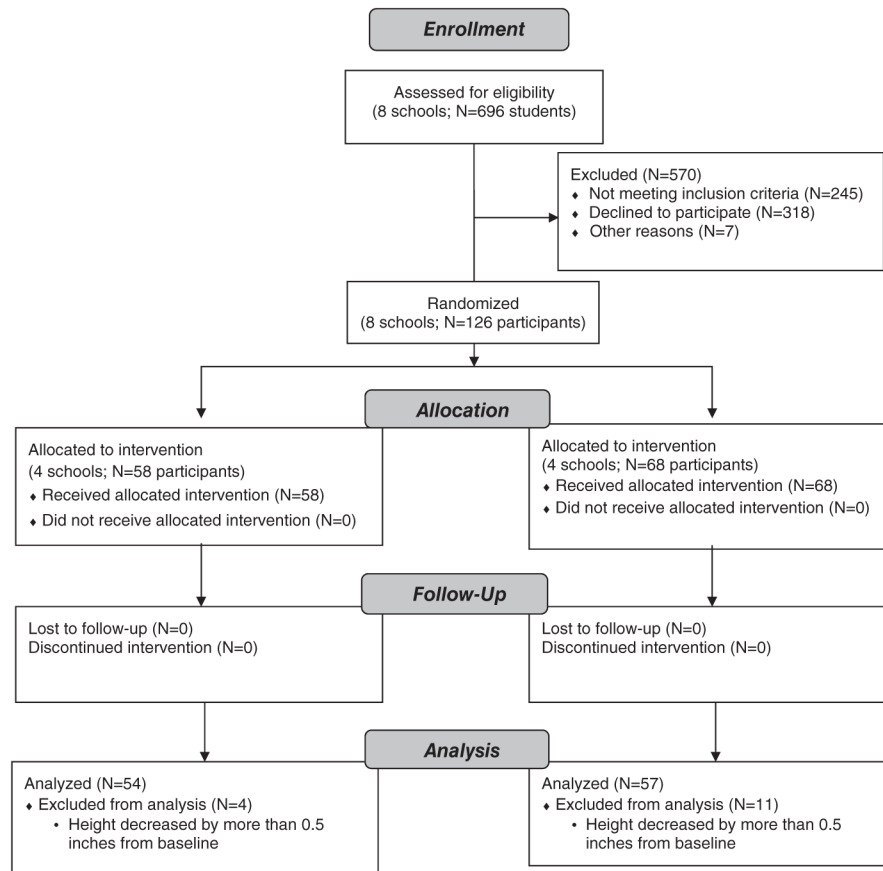 Enrollment
Assessed for eligibility
(8 schools; N=696 students)
Excluded (N=570)
♦ Not meeting inclusion criteria (N=245)
♦ Declined to participate (N=318)
♦ Other reasons (N=7)
Randomized
(8 schools; N=126 participants)
Allocation
Allocated to intervention
(4 schools; N=58 participants)
♦ Received allocated intervention (N=58)
♦ Did not receive allocated intervention (N=0)
Allocated to intervention
(4 schools; N=68 participants)
♦ Received allocated intervention (N=68)
♦ Did not receive allocated intervention (N=0)
Follow-Up
Lost to follow-up (N=0)
Discontinued intervention (N=0)
Lost to follow-up (N=0)
Discontinued intervention (N=0)
Analysis
Analyzed (N=54)
♦ Excluded from analysis (N=4)
• Height decreased by more than 0.5
inches from baseline
Analyzed (N=57)
♦ Excluded from analysis (N=11)
• Height decreased by more than 0.5
inches from baseline